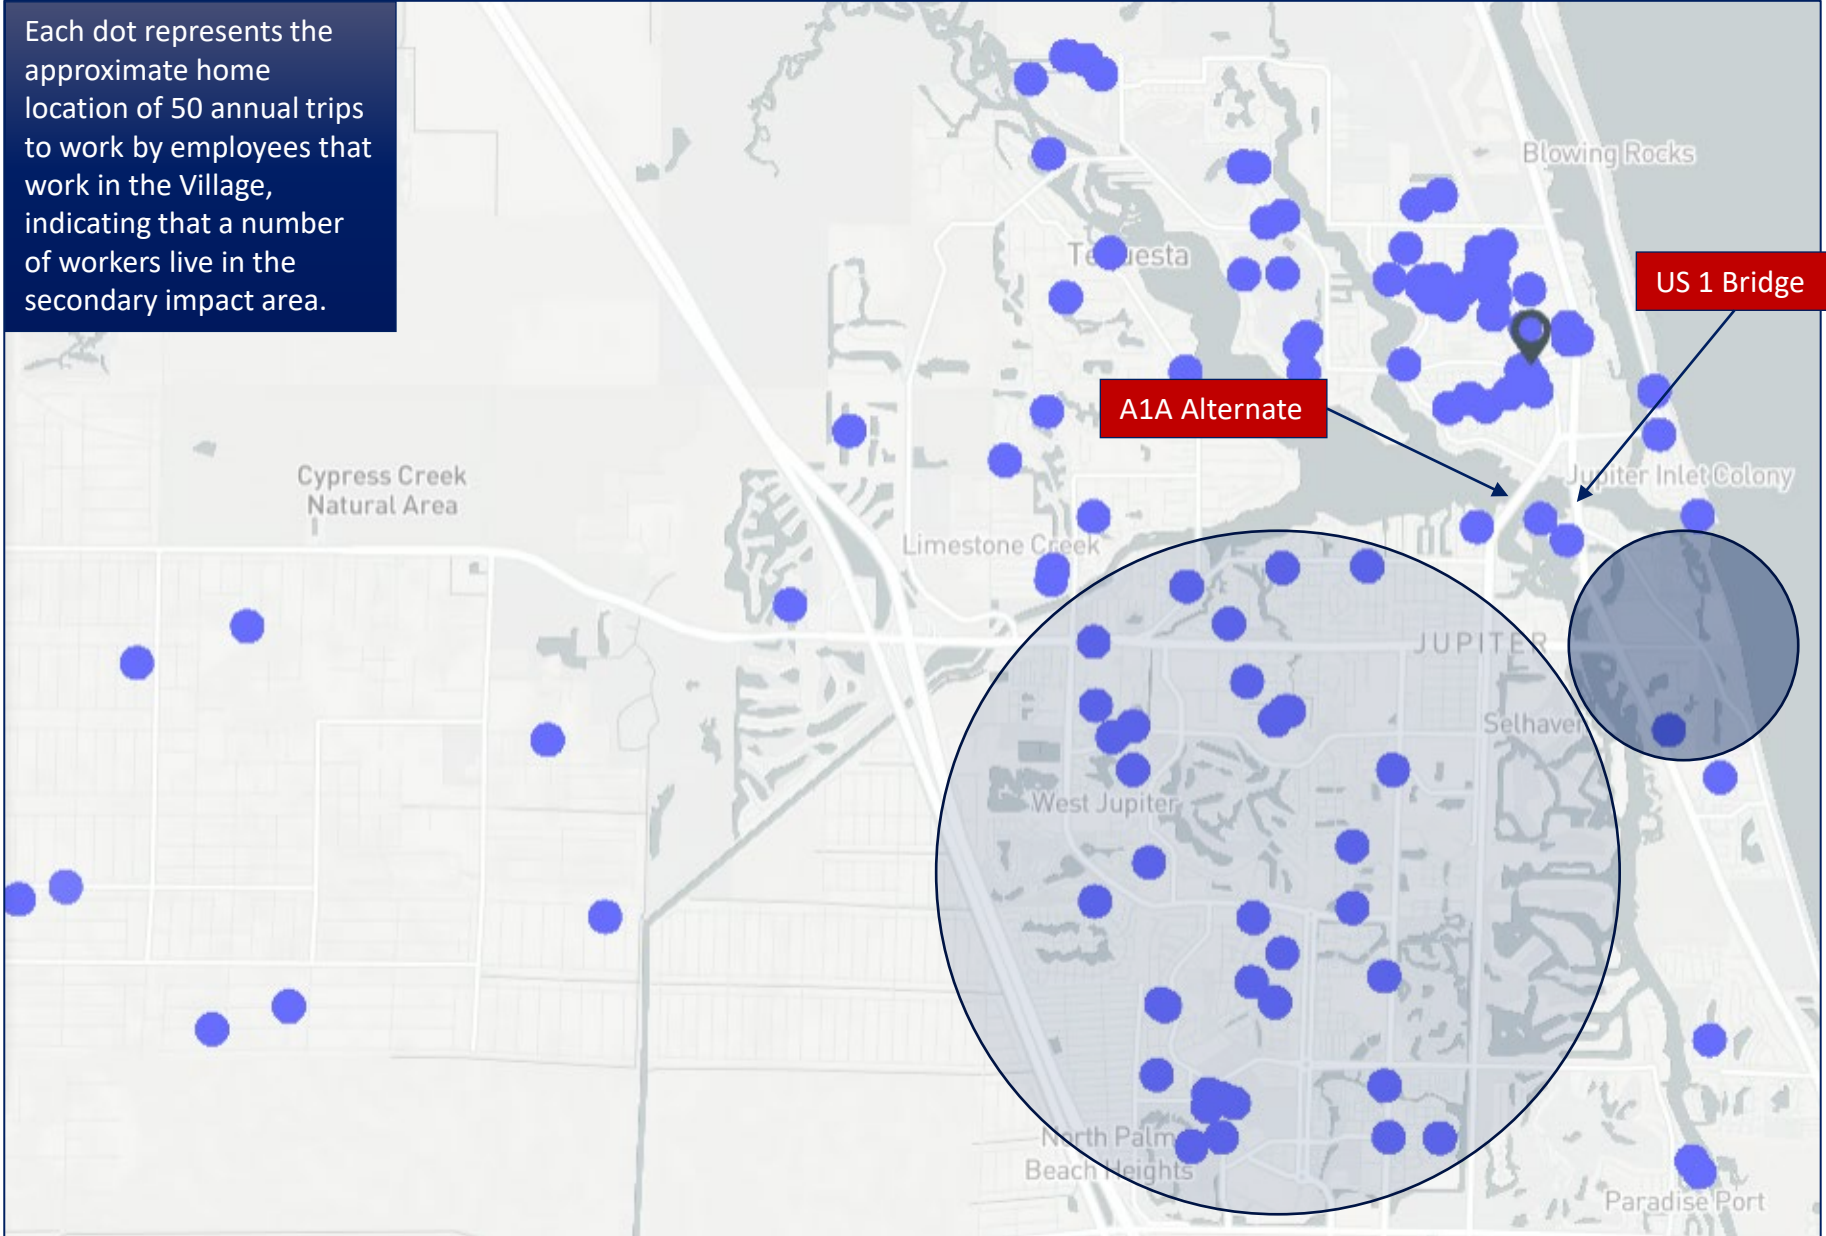 Each dot represents the
approximate home
location of 50 annual trips
to work by employees that
work in the Village,
indicating that a number
of workers live in the
secondary impact area.
Blowing Rocks
Tequesta
US 1 Bridge
A1A Alternate
Cypress Creek
Natural Area
Jupiter Inlet Colony
Limestone Creek
JUPITER
Selhaven
West Jupiter
North Palm
Beach Heights
Paradise Port